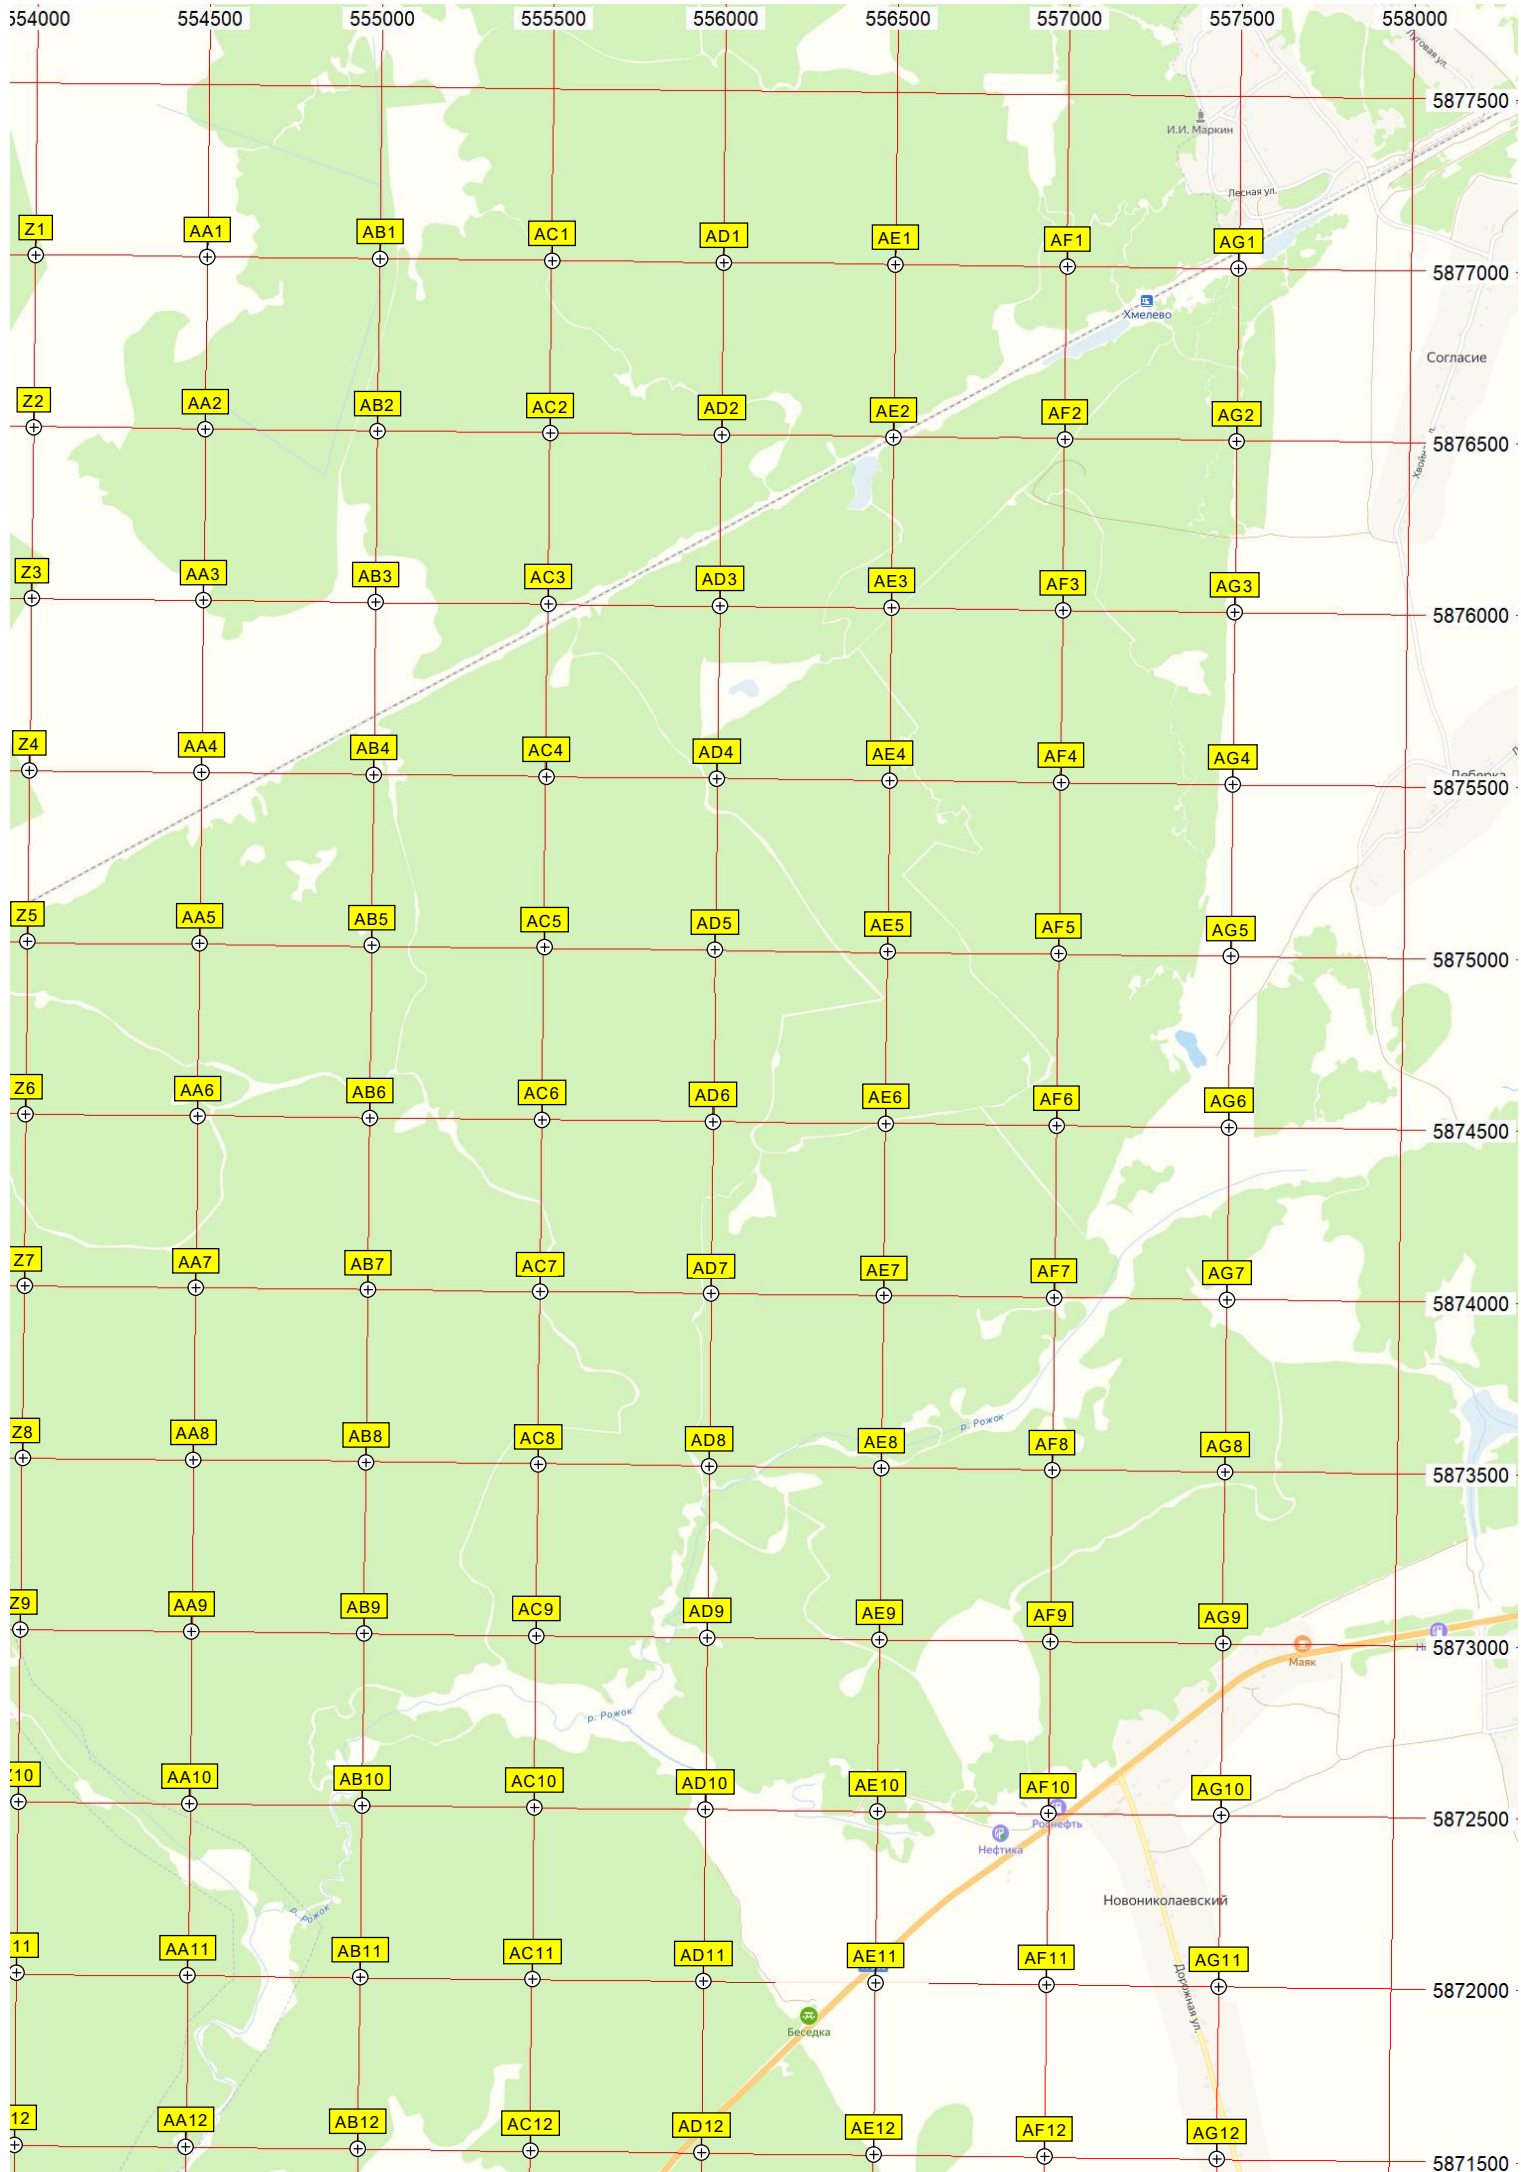 554000 554500 555000 555500 556000 556500 557000 557500 558000
Луговая ул.
5877500
И.И. Маркин
Лесная ул.
Z1 AA1 AB1 AC1 AD1 AE1 AF1 AG1
5877000
Хмелево
Согласие
Z2 AA2 AB2 AC2 AD2 AE2 AF2 AG2
5876500
Z3 AA3 AB3 AC3 AD3 AE3 AF3 AG3
5876000
Z4 AA4 AB4 AC4 AD4 AE4 AF4 AG4
5875500
Z5 AA5 AB5 AC5 AD5 AE5 AF5 AG5
5875000
Z6 AA6 AB6 AC6 AD6 AE6 AF6 AG6
5874500
Z7 AA7 AB7 AC7 AD7 AE7 AF7 AG7
5874000
р. Рожок
Z8 AA8 AB8 AC8 AD8 AE8 AF8 AG8
5873500
Z9 AA9 AB9 AC9 AD9 AE9 AF9 AG9
5873000
Маяк
р. Рожок
Z10 AA10 AB10 AC10 AD10 AE10 AF10 AG10
5872500
Роснефть
Нефтика
Новониколаевский
р. Рожок
11 AA11 AB11 AC11 AD11 AE11 AF11 AG11
5872000
Дорожная ул.
Беседка
12 AA12 AB12 AC12 AD12 AE12 AF12 AG12
5871500